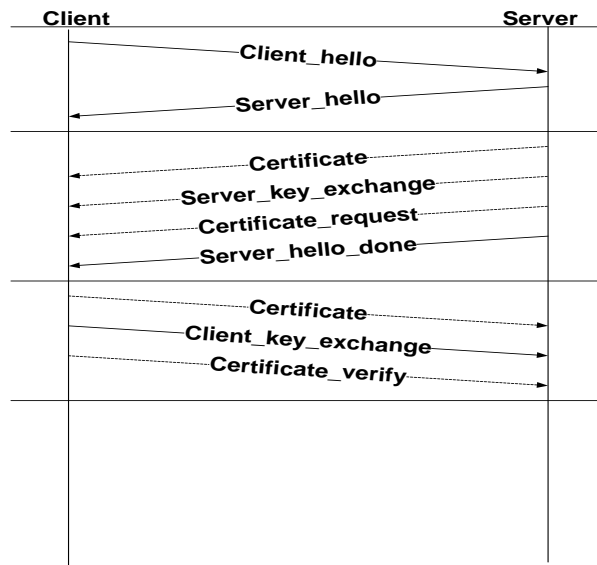 Client Server
Client_hello
Server_hello
Certificate
Server_key_exchange
Certificate_request
Server_hello_done
Certificate
Client_key_exchange
Certificate_verify